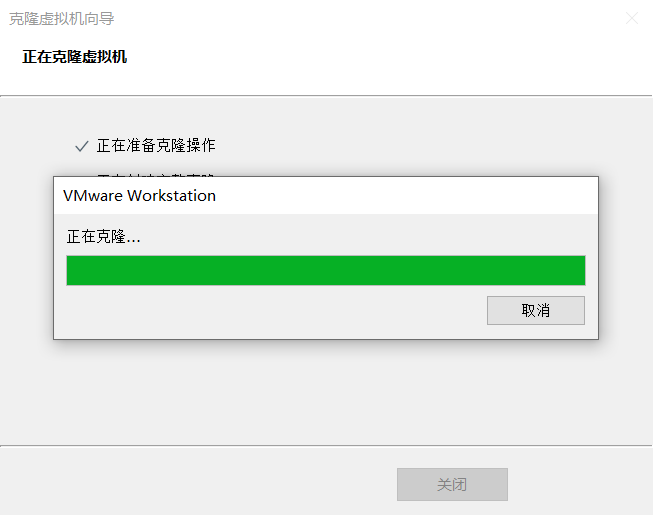 克隆虚拟机向导
正在克隆虚拟机
正在准备克隆操作
VMware Workstation
正在克隆...
取消
关闭